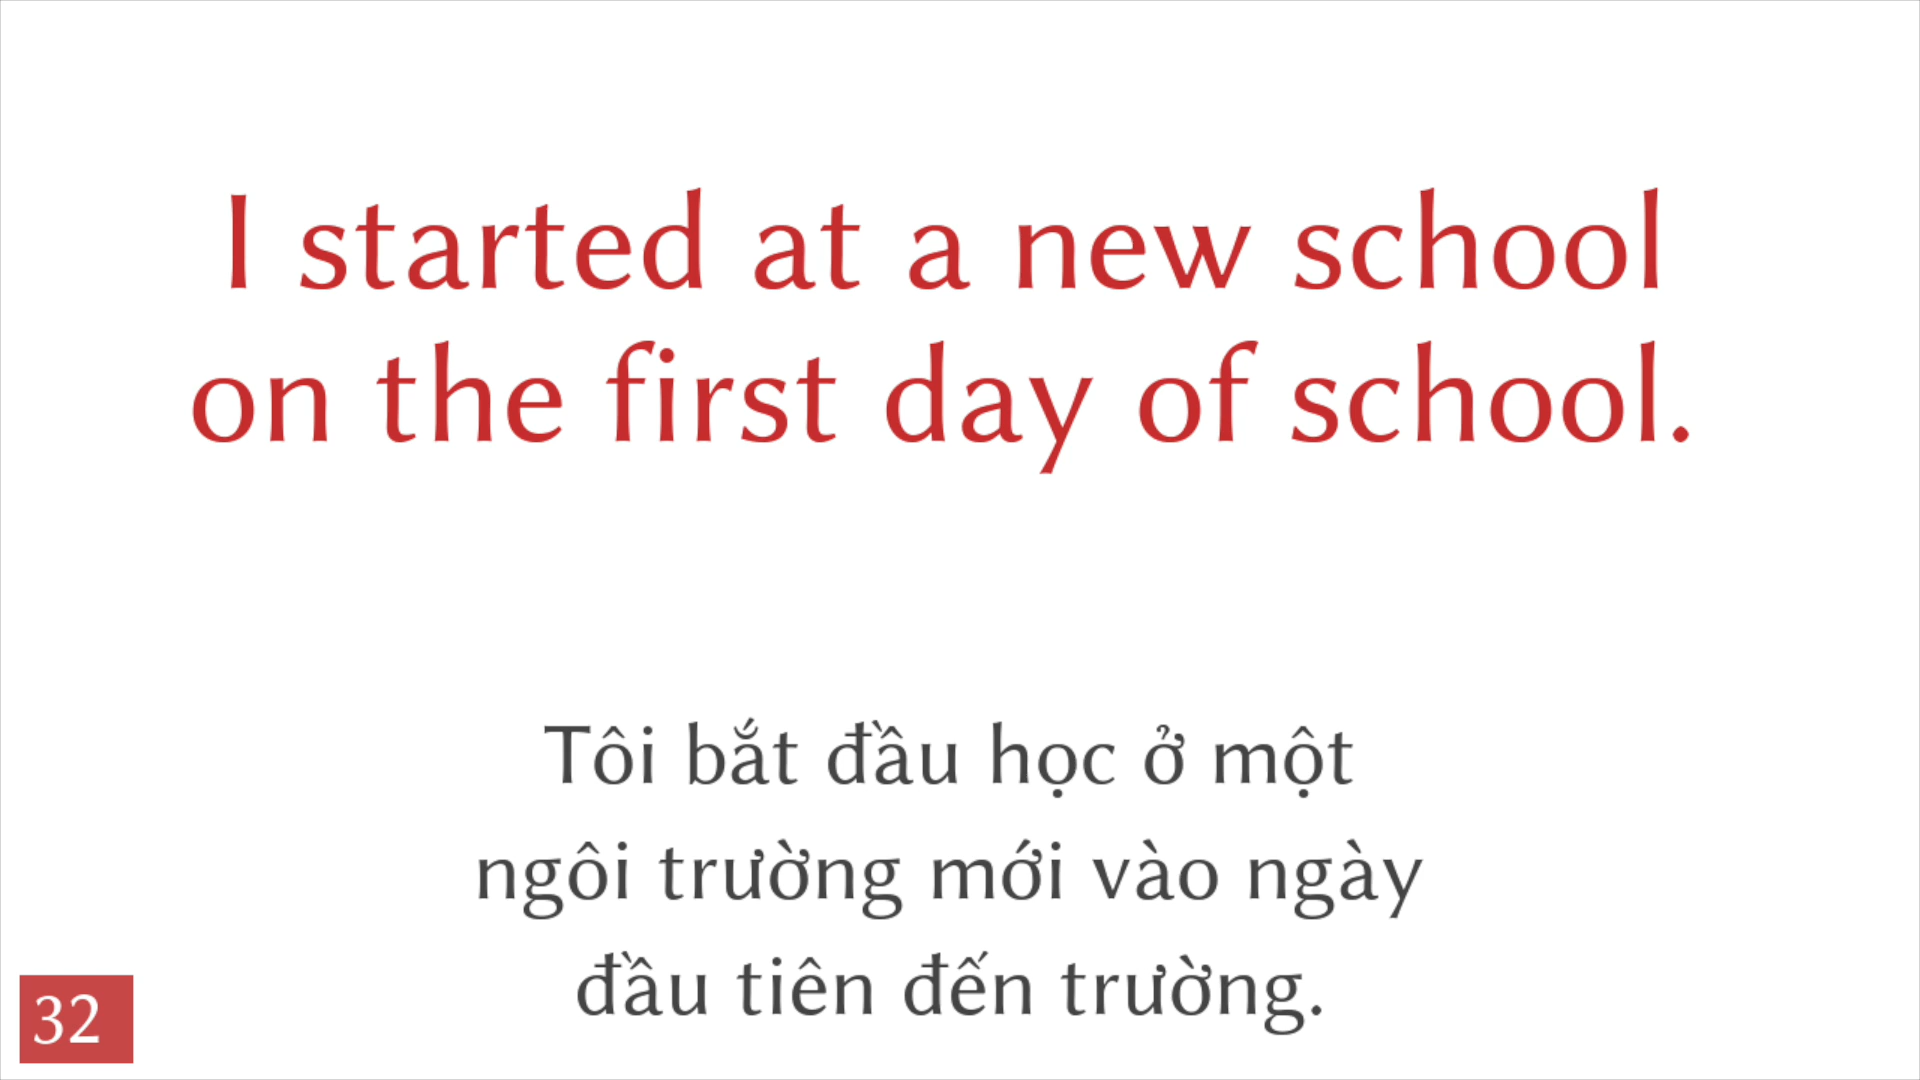 I started at a new school
on the first day of school.
Tôi bắt đầu học ở một
ngôi trường mới vào ngày
đầu tiên đến trường.
32